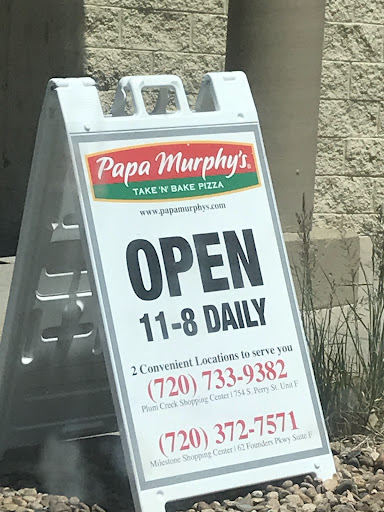 Papa Murphy's
TAKE 'N' BAKE PIZZA
www.papamurphys.com
OPEN
11-8 DAILY
2 Convenient Locations to serve you
(720) 733-9382
Plum Creek Shopping Center | 754 S. Perry St. Unit F
(720) 372-7571
Milestone Shopping Center | 62 Founders Pkwy Suite F